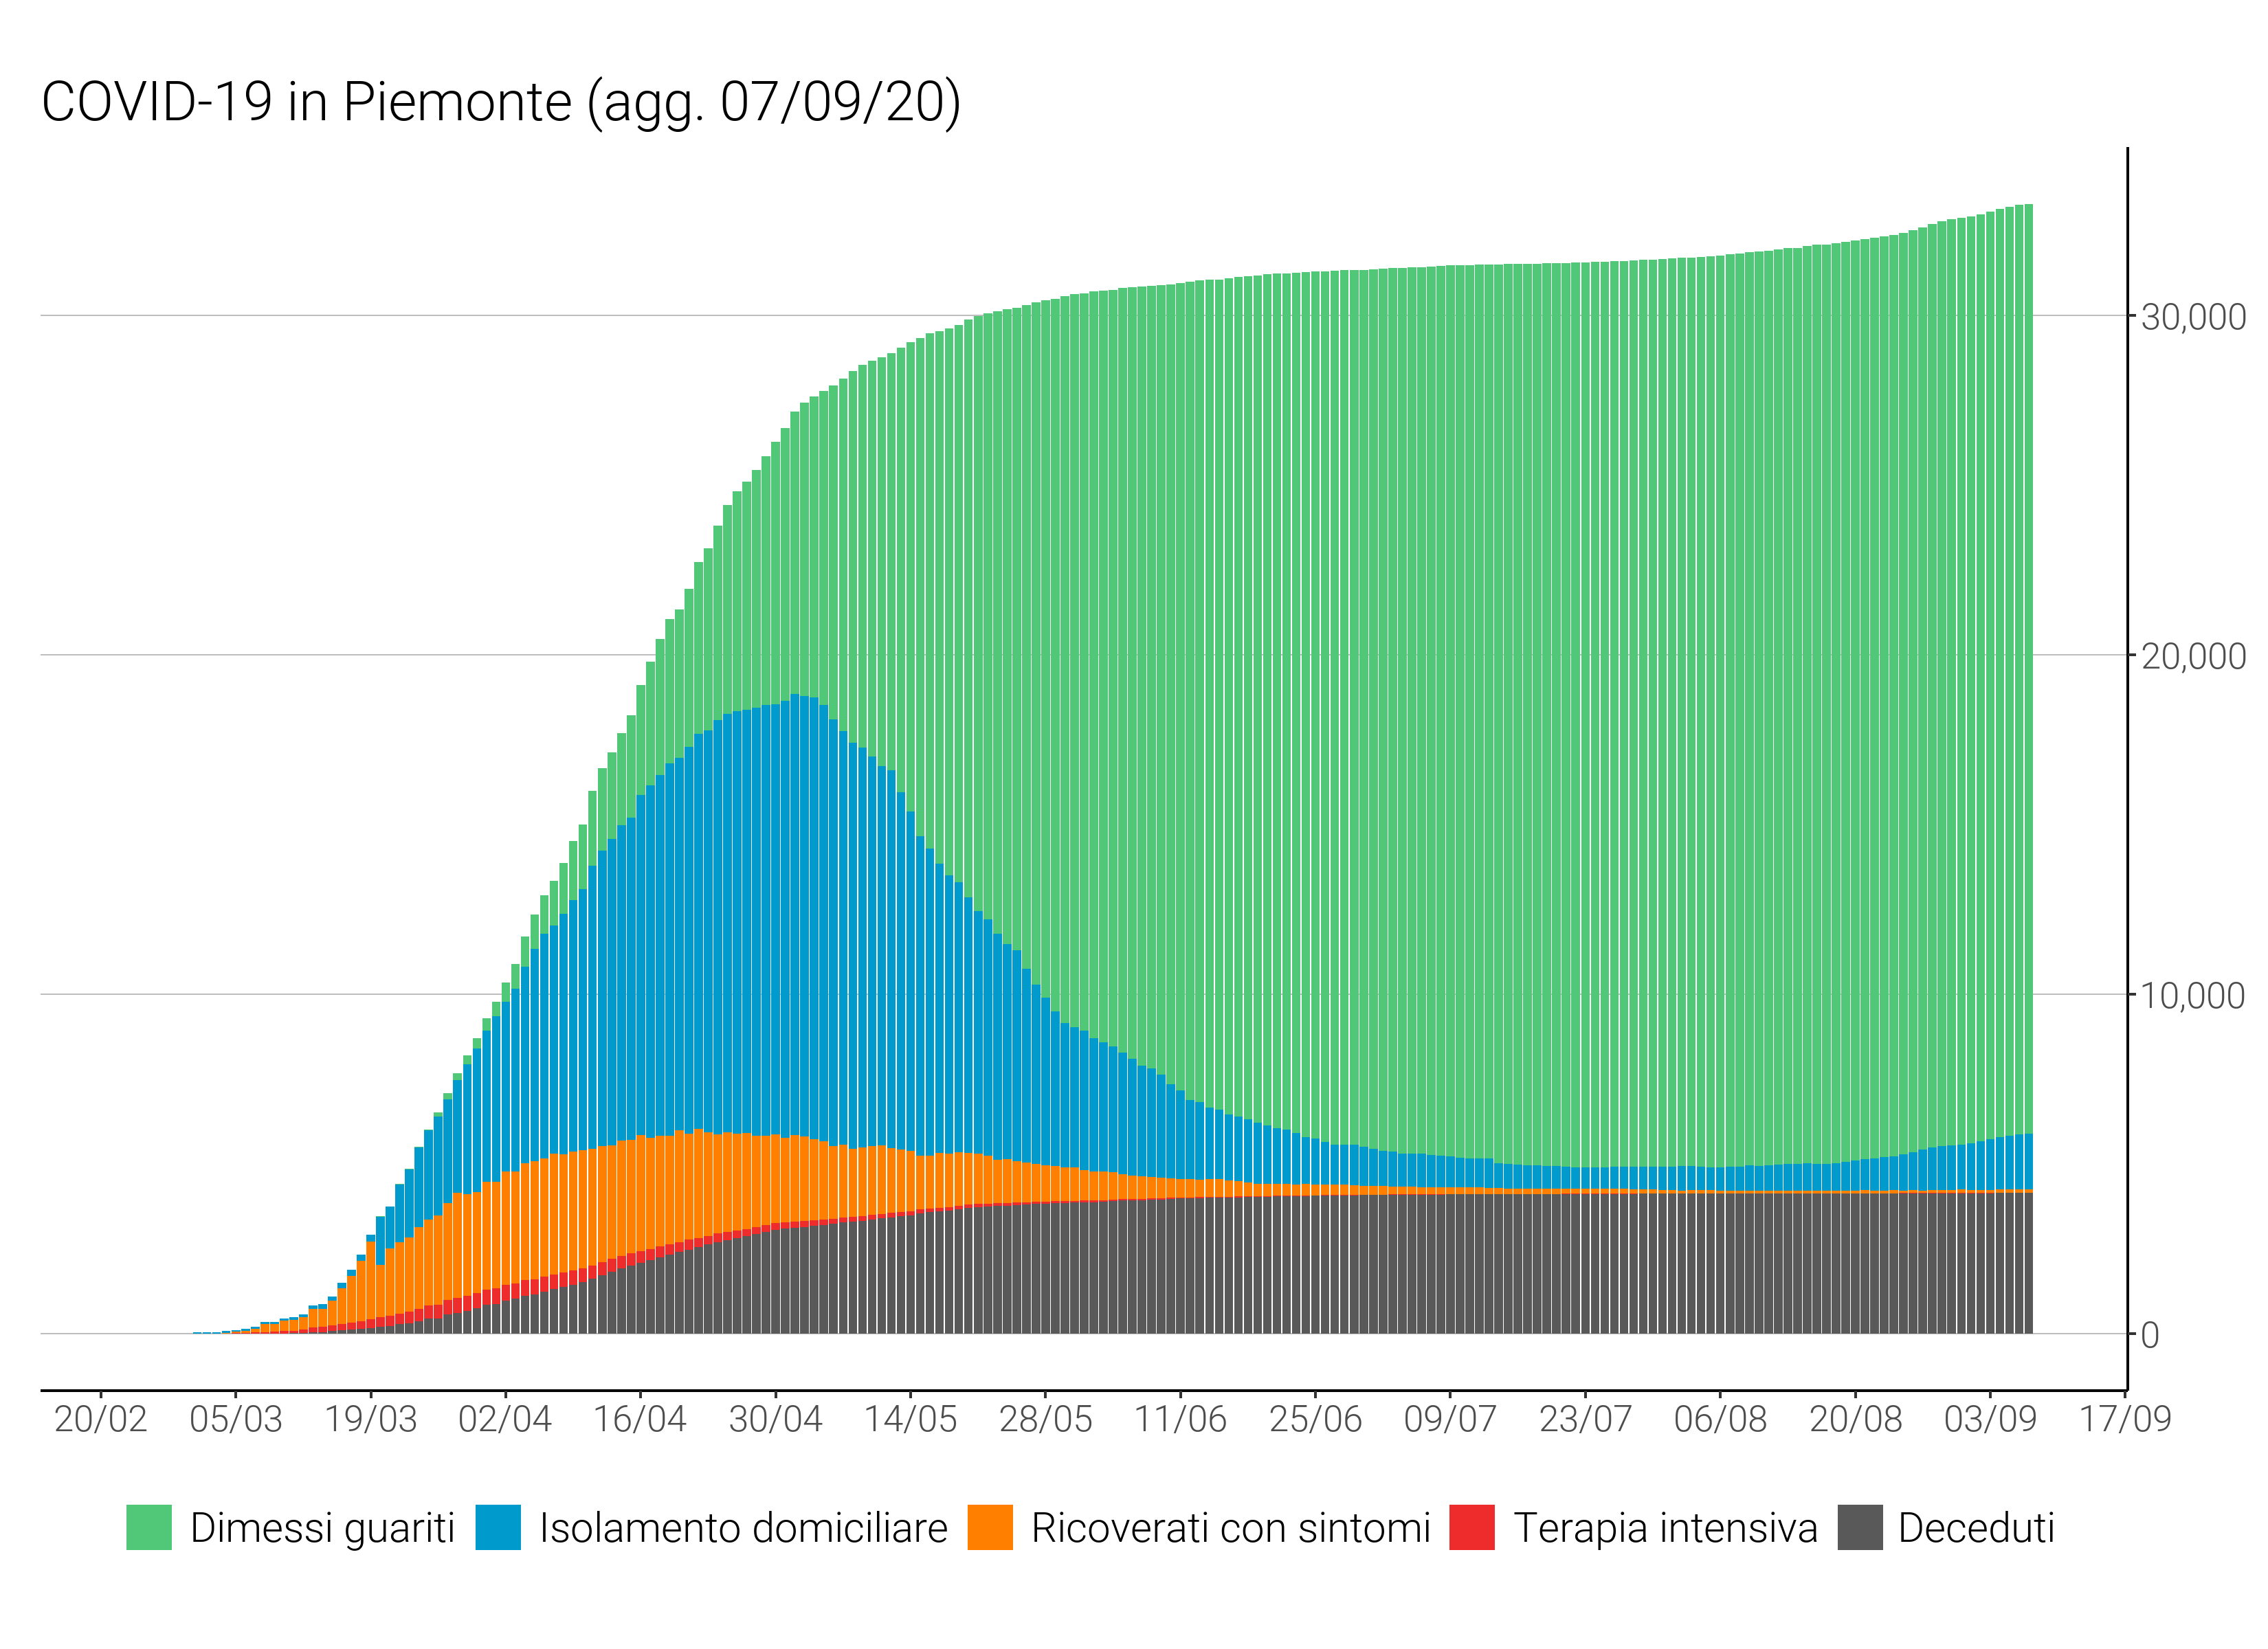 COVID-19 in Piemonte (agg. 07/09/20)
30,000
20,000
10,000
0
20/02 05/03 19/03 02/04 16/04 30/04 14/05 28/05 11/06 25/06 09/07 23/07 06/08 20/08 03/09 17/09
Dimessi guariti Isolamento domiciliare Ricoverati con sintomi Terapia intensiva Deceduti